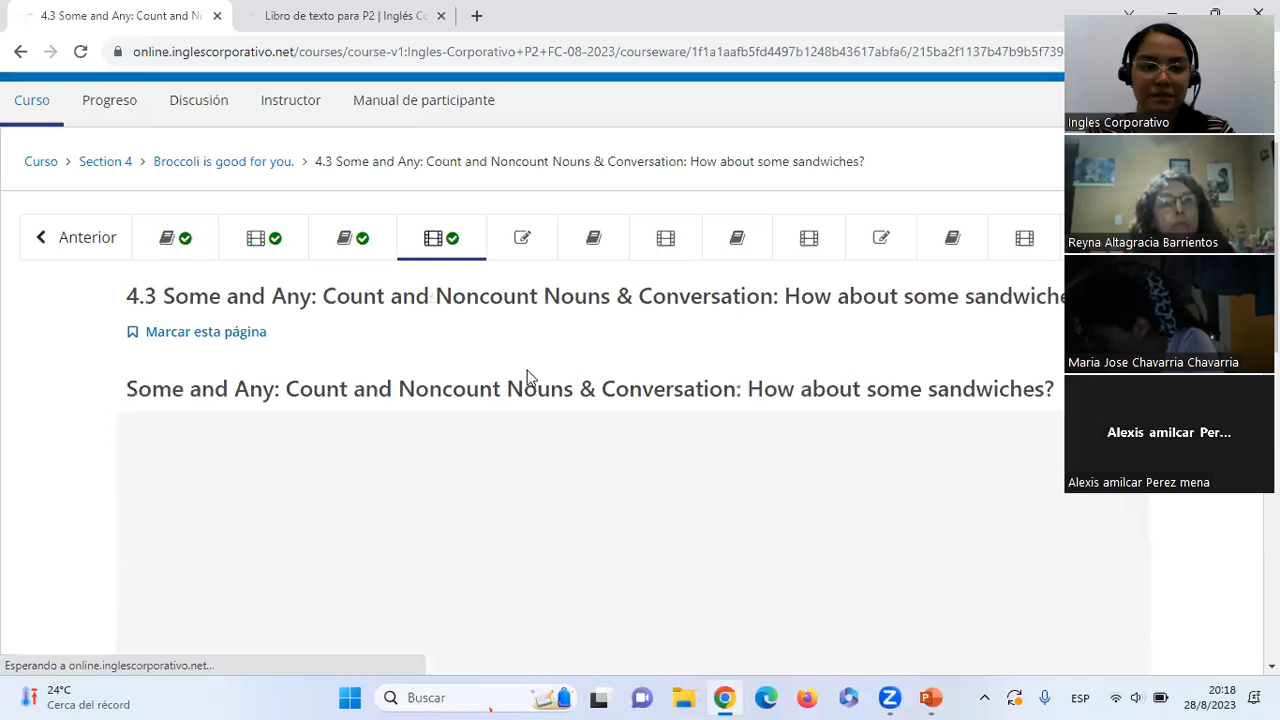 4.3 Some and Any: Count and N
Libro de texto para P2 | Inglés C
online.inglescorporativo.net/courses/course-v1:Ingles-Corporativo+P2+FC-08-2023/courseware/1f1a1aafb5fd4497b1248b43617abfa6/215ba2f1137b47b9b5f739
Curso
Progreso
Discusión
Instructor
Manual de participante
Curso > Section 4 > Broccoli is good for you. > 4.3 Some and Any: Count and Noncount Nouns & Conversation: How about some sandwiches?
Anterior
4.3 Some and Any: Count and Noncount Nouns & Conversation: How about some sandwiche
Marcar esta página
Some and Any: Count and Noncount Nouns & Conversation: How about some sandwiches?
Ingles Corporativo
Reyna Altagracia Barrientos
Maria Jose Chavarria Chavarria
Alexis amilcar Per...
Alexis amilcar Perez mena
Esperando a online.inglescorporativo.net...
24°C
Cerca del récord
Buscar
ESP
20:18
28/8/2023